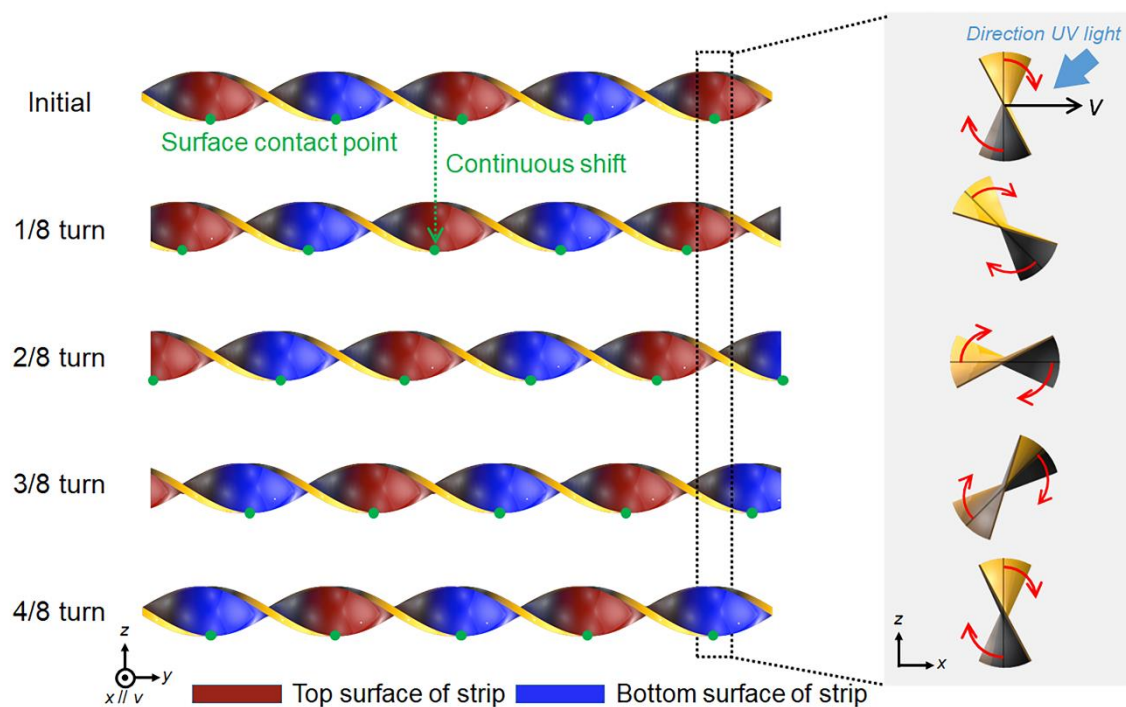 Direction UV light
Initial
V
Surface contact point
Continuous shift
1/8 turn
2/8 turn
3/8 turn
4/8 turn
z
y
x // v
z
x
Top surface of strip
Bottom surface of strip